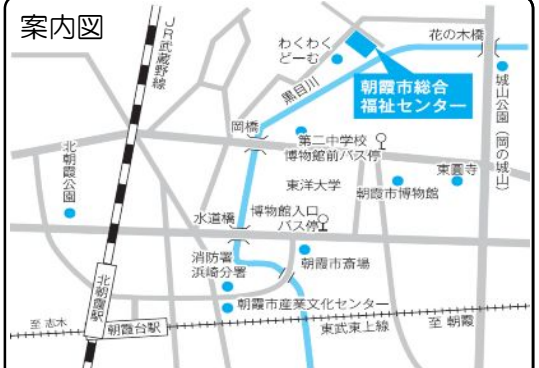 案内図
JR武蔵野線
わくわく
どーむ
花の木橋
黒目川
朝霞市総合
福祉センター
城山公園（岡の城山）
岡橋
第二中学校
博物館前バス停
北朝霞公園
東洋大学
朝霞市博物館
東圓寺
水道橋
博物館入口
バス停
消防署
浜崎分署
朝霞市斎場
北朝霞駅
朝霞市産業文化センター
至 志木
朝霞台駅
東武東上線
至 朝霞